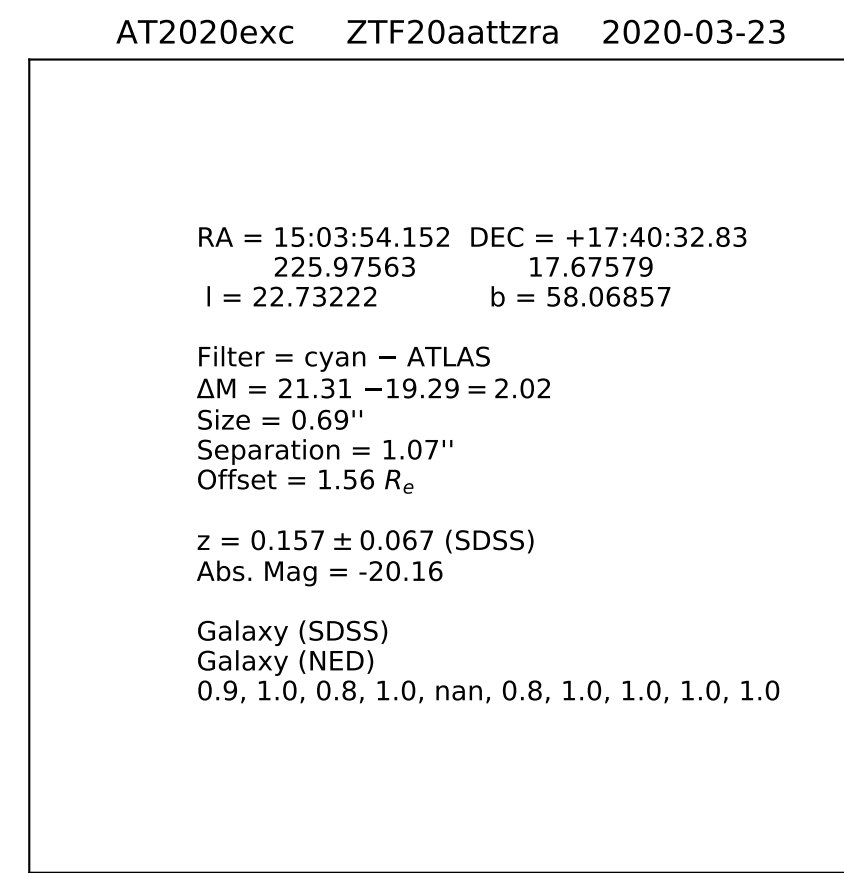 AT2020exc ZTF20aattzra 2020-03-23
RA = 15:03:54.152 DEC = +17:40:32.83
225.97563 17.67579
l = 22.73222 b = 58.06857
Filter = cyan − ATLAS
ΔM = 21.31 −19.29 = 2.02
Size = 0.69''
Separation = 1.07''
Offset = 1.56 Rₑ
z = 0.157 ± 0.067 (SDSS)
Abs. Mag = -20.16
Galaxy (SDSS)
Galaxy (NED)
0.9, 1.0, 0.8, 1.0, nan, 0.8, 1.0, 1.0, 1.0, 1.0